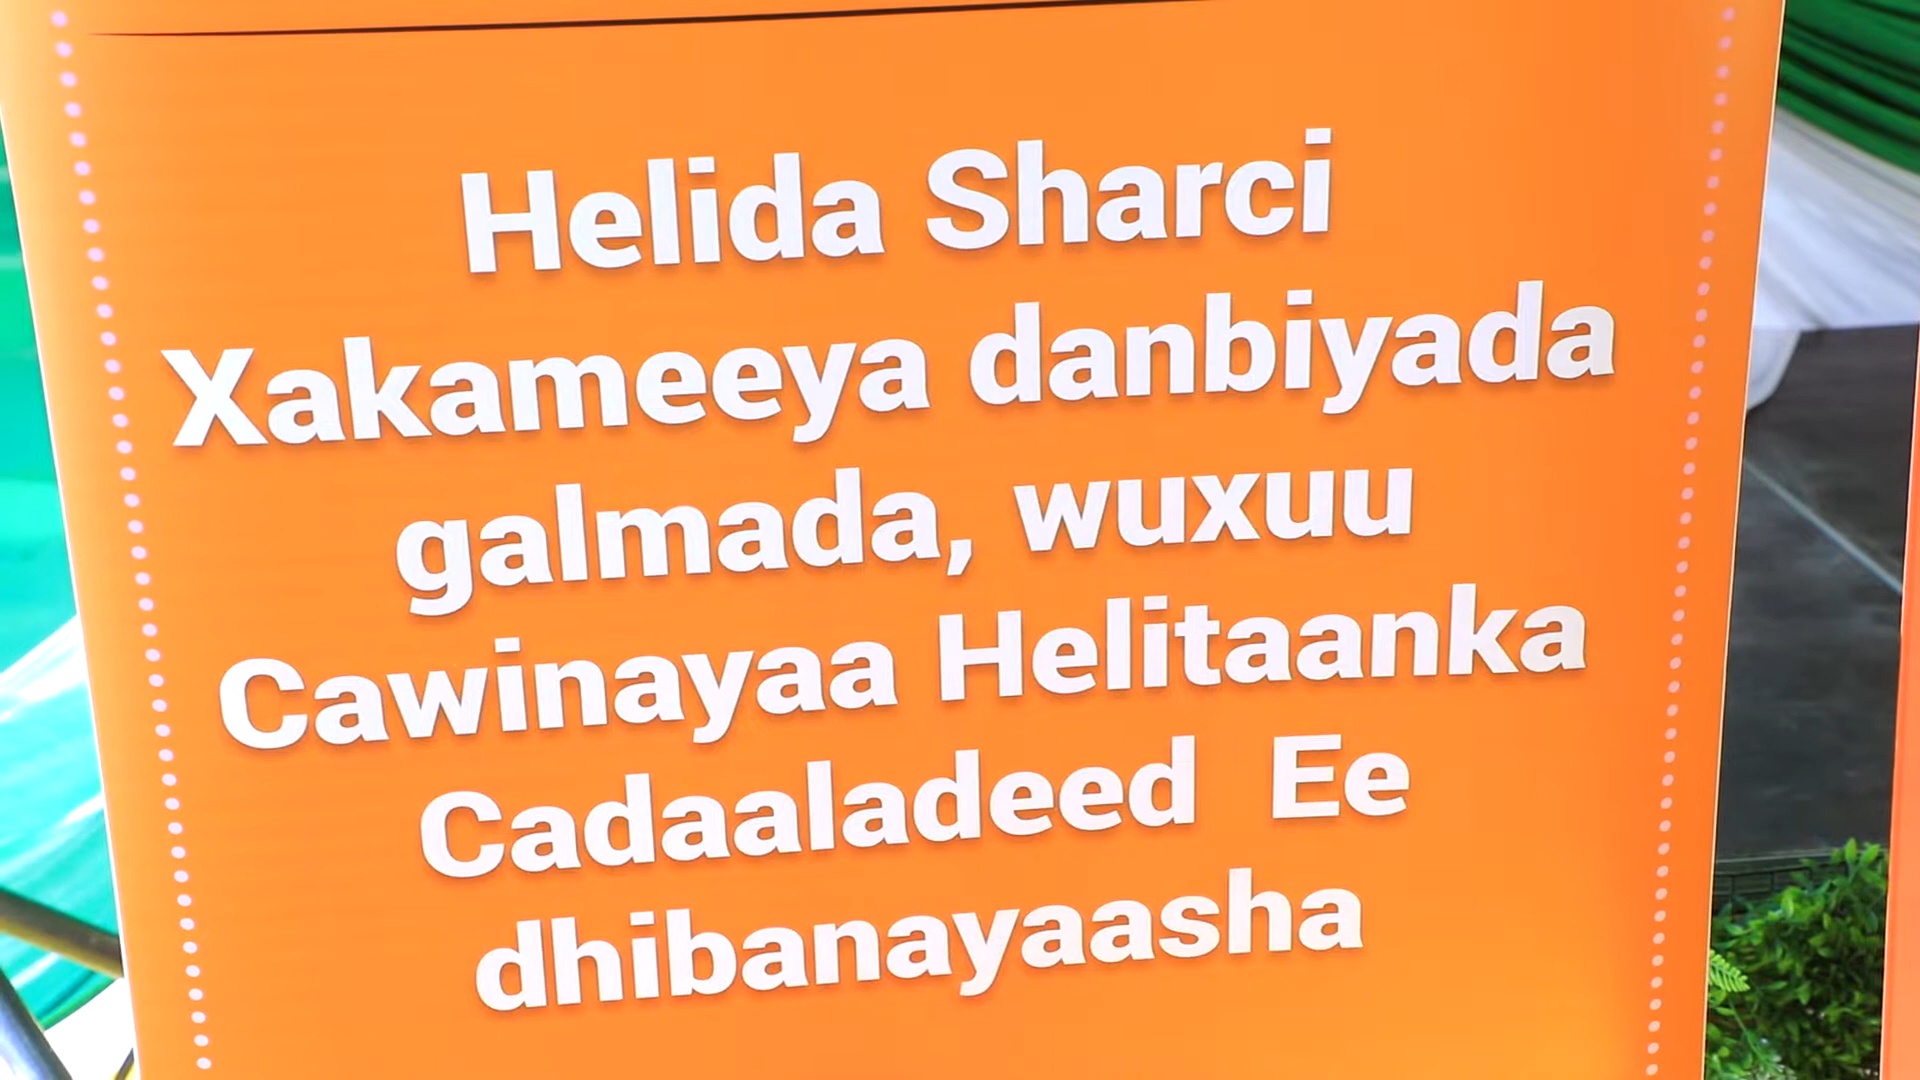 Helida Sharci
Xakameeya danbiyada
galmada, wuxuu
Cawinayaa Helitaanka
Cadaaladeed Ee
dhibanayaasha